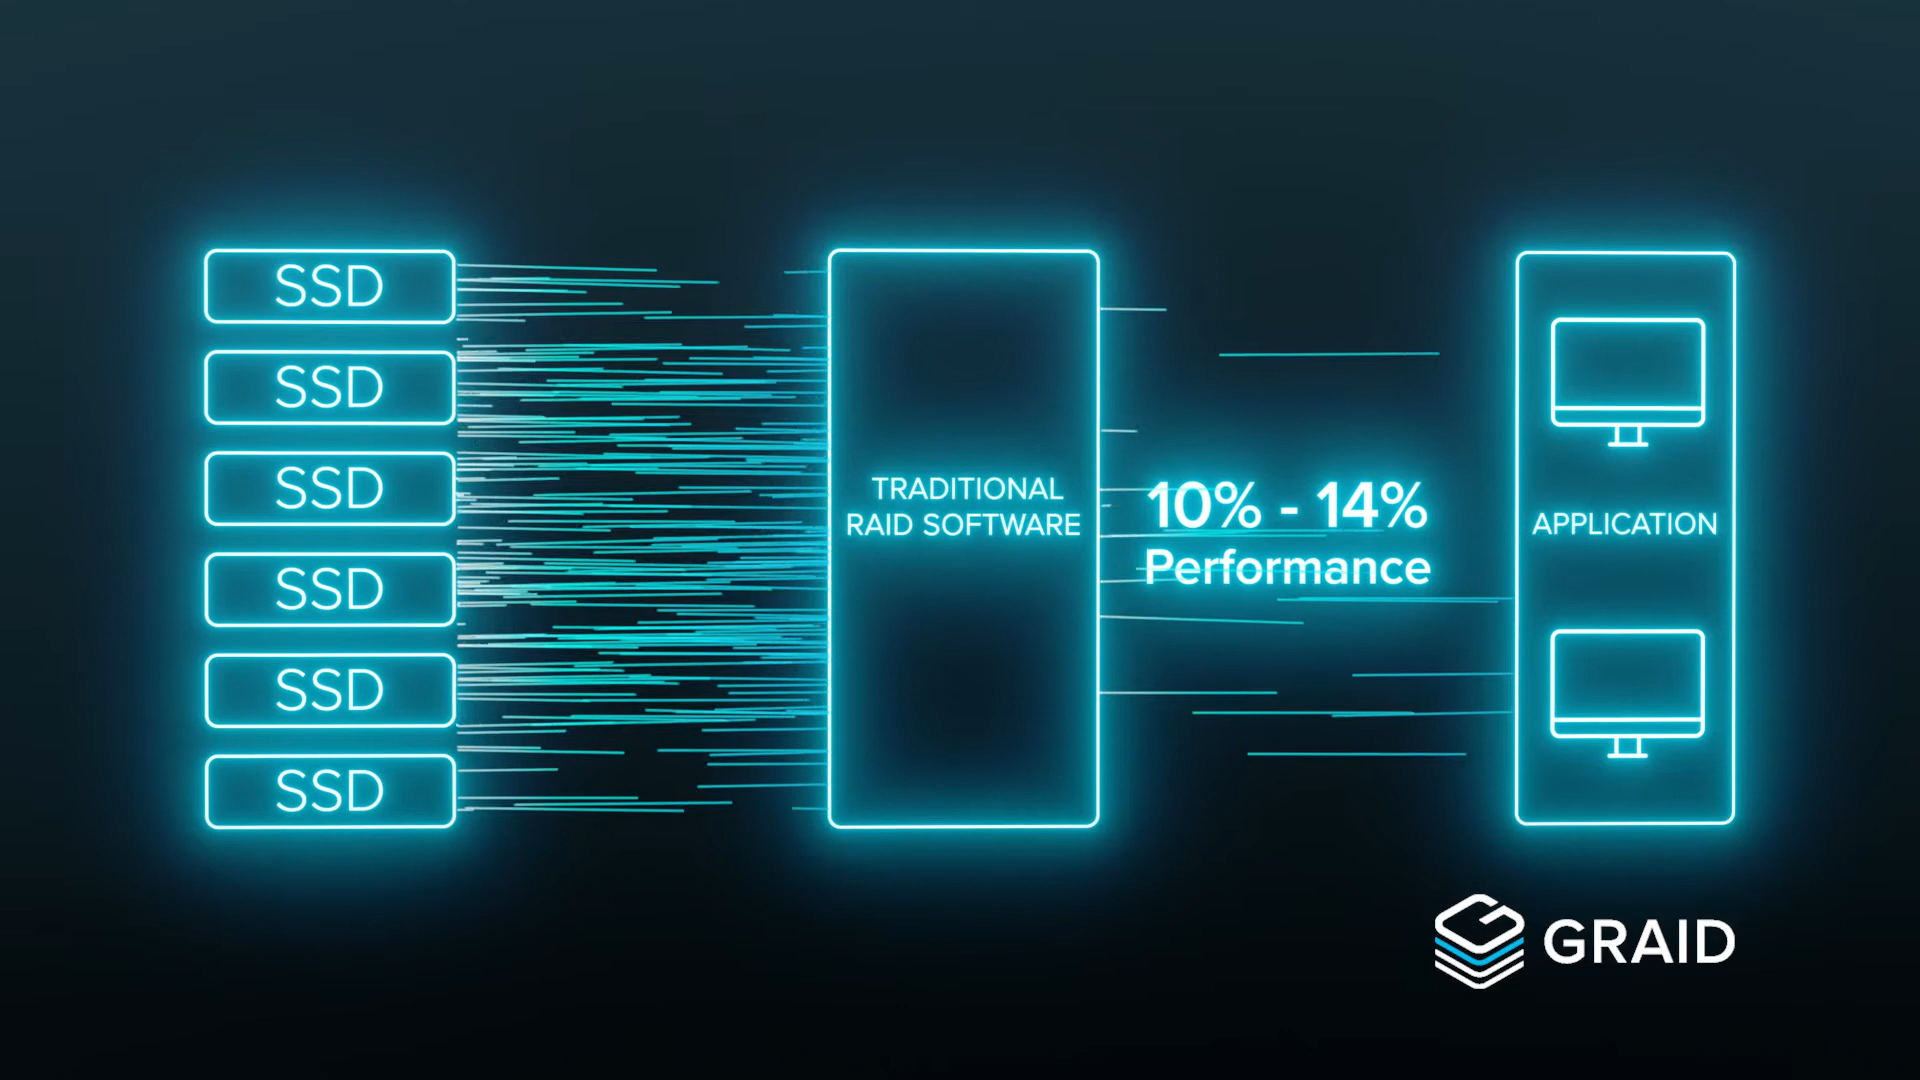 SSD
SSD
SSD
SSD
SSD
SSD
TRADITIONAL
RAID SOFTWARE
10% - 14%
Performance
APPLICATION
GRAID